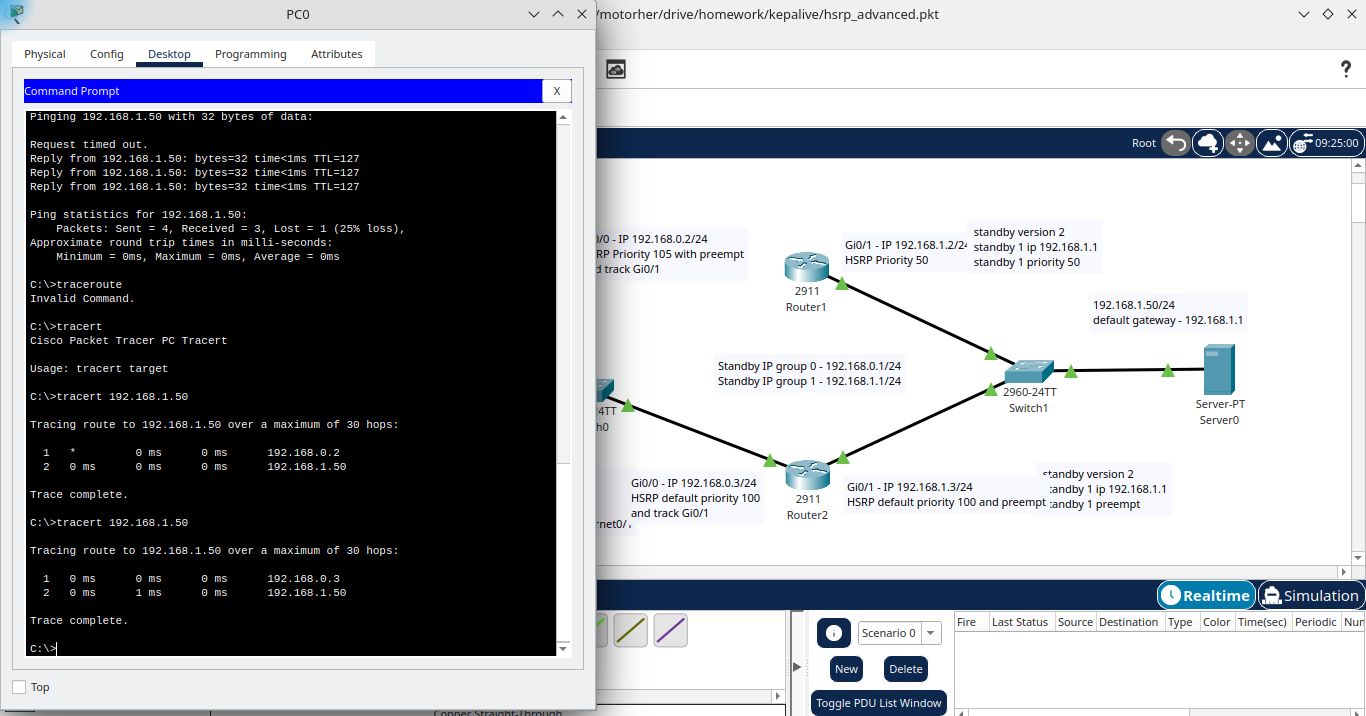 PC0
/motorher/drive/homework/kepalive/hsrp_advanced.pkt
Physical Config Desktop Programming Attributes
?
Command Prompt
X
Pinging 192.168.1.50 with 32 bytes of data:
Request timed out.
Reply from 192.168.1.50: bytes=32 time<1ms TTL=127
Reply from 192.168.1.50: bytes=32 time<1ms TTL=127
Reply from 192.168.1.50: bytes=32 time<1ms TTL=127
Ping statistics for 192.168.1.50:
Packets: Sent = 4, Received = 3, Lost = 1 (25% loss),
Approximate round trip times in milli-seconds:
Minimum = 0ms, Maximum = 0ms, Average = 0ms
C:\>traceroute
Invalid Command.
C:\>tracert
Cisco Packet Tracer PC Tracert
Usage: tracert target
C:\>tracert 192.168.1.50
Tracing route to 192.168.1.50 over a maximum of 30 hops:
1 * 0 ms 0 ms 192.168.0.2
2 0 ms 0 ms 0 ms 192.168.1.50
Trace complete.
C:\>tracert 192.168.1.50
Tracing route to 192.168.1.50 over a maximum of 30 hops:
1 0 ms 0 ms 0 ms 192.168.0.3
2 0 ms 1 ms 0 ms 192.168.1.50
Trace complete.
C:\>
Top
Root
09:25:00
/0 - IP 192.168.0.2/24
RP Priority 105 with preempt
d track Gi0/1
2911
Router1
Gi0/1 - IP 192.168.1.2/24
HSRP Priority 50
standby version 2
standby 1 ip 192.168.1.1
standby 1 priority 50
192.168.1.50/24
default gateway - 192.168.1.1
Standby IP group 0 - 192.168.0.1/24
Standby IP group 1 - 192.168.1.1/24
4TT
h0
2960-24TT
Switch1
Server-PT
Server0
Gi0/0 - IP 192.168.0.3/24
HSRP default priority 100
and track Gi0/1
rnet0/
2911
Router2
Gi0/1 - IP 192.168.1.3/24
HSRP default priority 100 and preempt
standby version 2
tandby 1 ip 192.168.1.1
tandby 1 preempt
Realtime
Simulation
Scenario 0
New
Delete
Toggle PDU List Window
Fire Last Status Source Destination Type Color Time(sec) Periodic Num
Copper Straight-Through